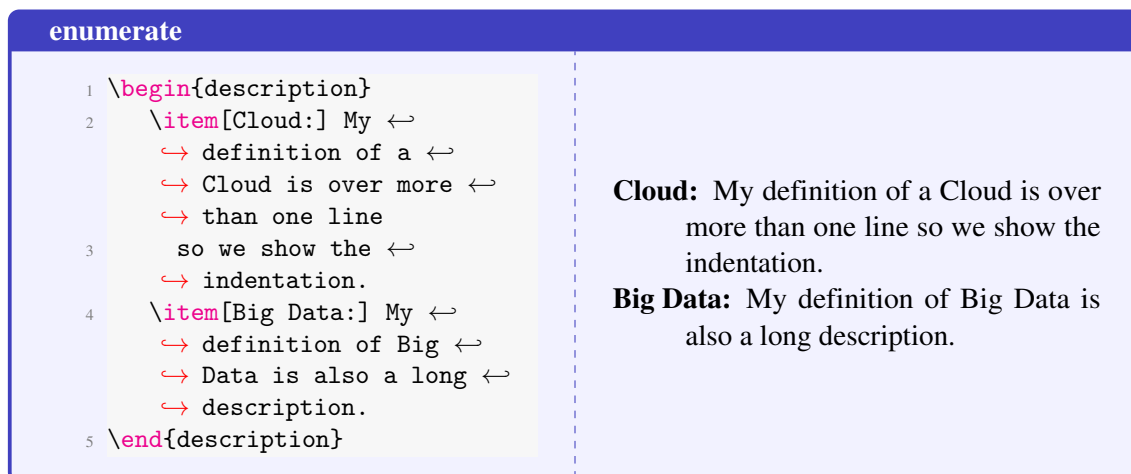 enumerate
1 \begin{description}
2 \item[Cloud:] My ↩
↪ definition of a ↩
↪ Cloud is over more ↩
↪ than one line
3 so we show the ↩
↪ indentation.
4 \item[Big Data:] My ↩
↪ definition of Big ↩
↪ Data is also a long ↩
↪ description.
5 \end{description}
Cloud: My definition of a Cloud is over
more than one line so we show the
indentation.
Big Data: My definition of Big Data is
also a long description.